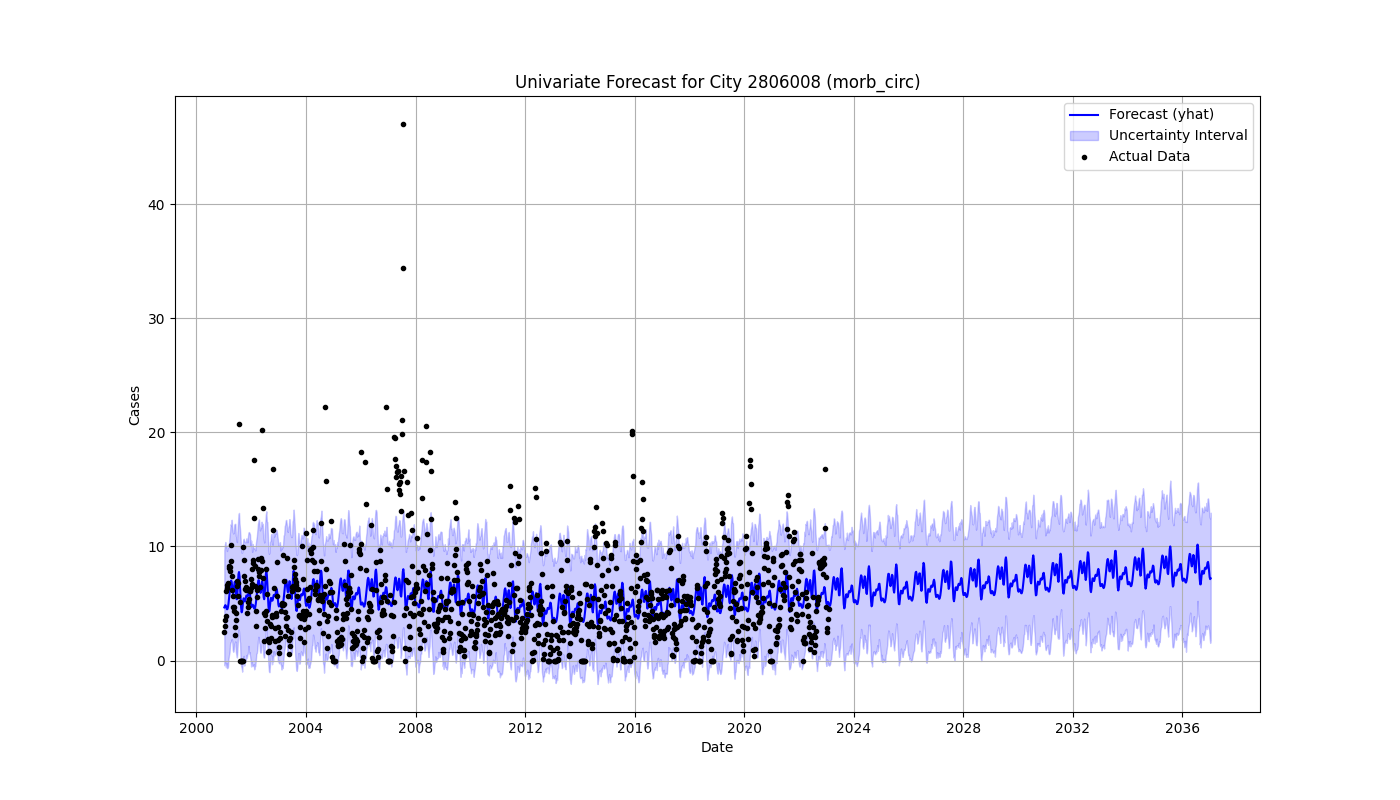 Univariate Forecast for City 2806008 (morb_circ)
Forecast (yhat)
Uncertainty Interval
Actual Data
Cases
40
30
20
10
0
2000 2004 2008 2012 2016 2020 2024 2028 2032 2036
Date